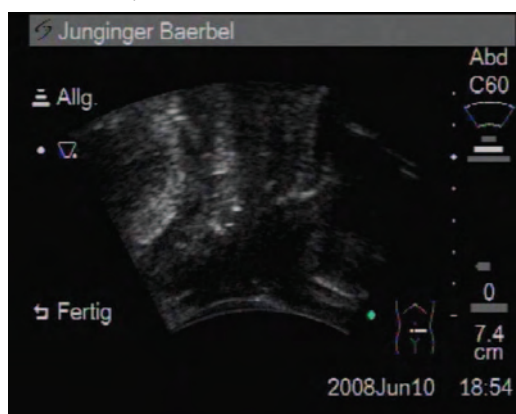 Junginger Baerbel
Abd
C60
Allg.
Fertig
0
7.4
cm
2008Jun10 18:54